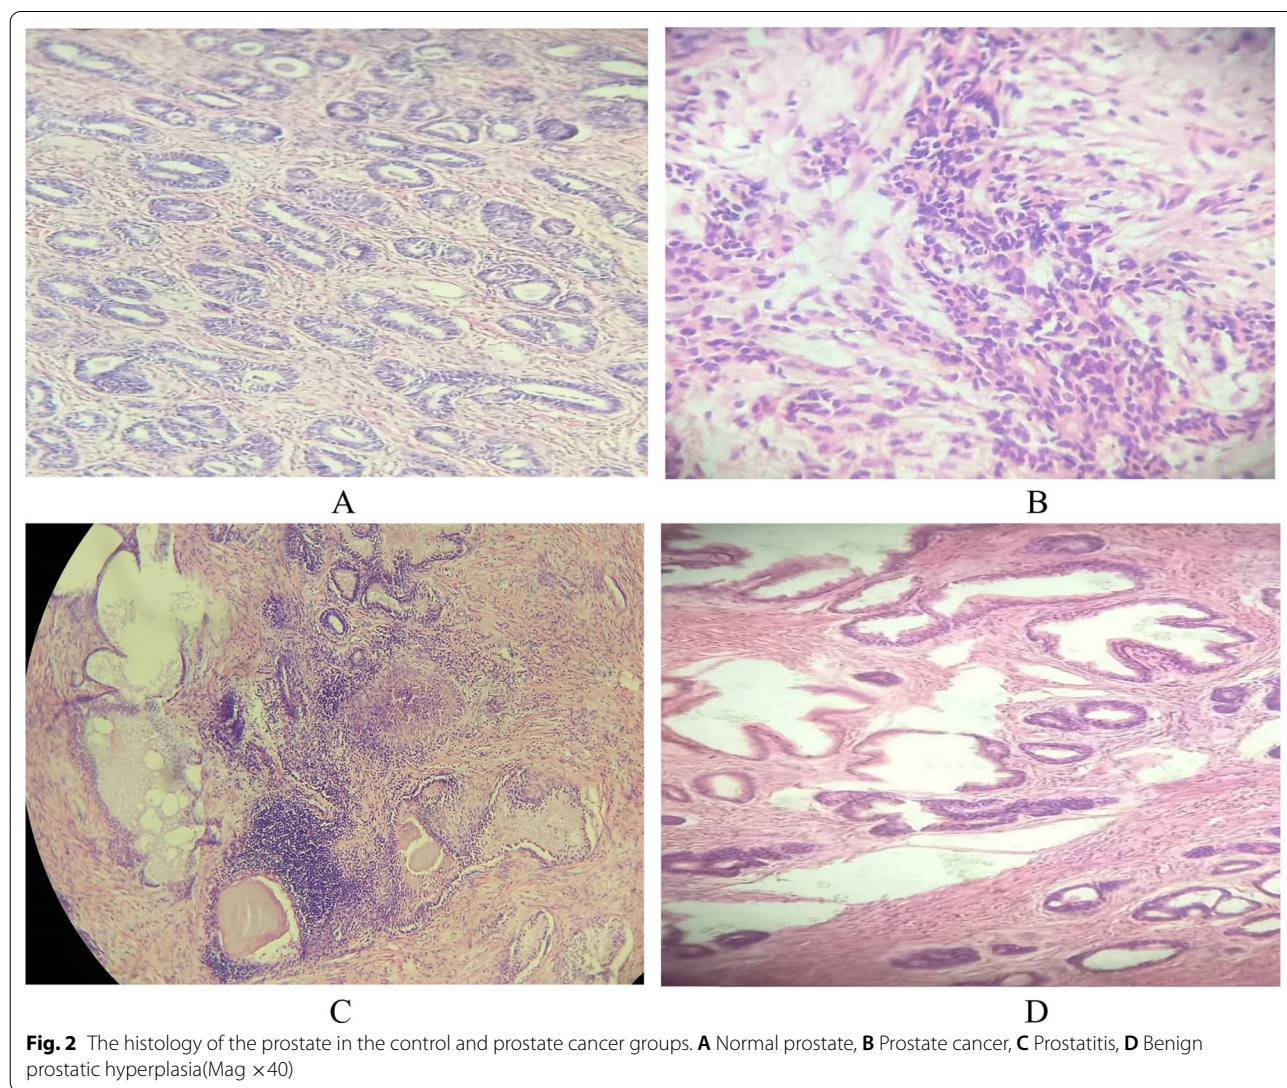 A
B
C
D
Fig. 2 The histology of the prostate in the control and prostate cancer groups. A Normal prostate, B Prostate cancer, C Prostatitis, D Benign
prostatic hyperplasia(Mag ×40)